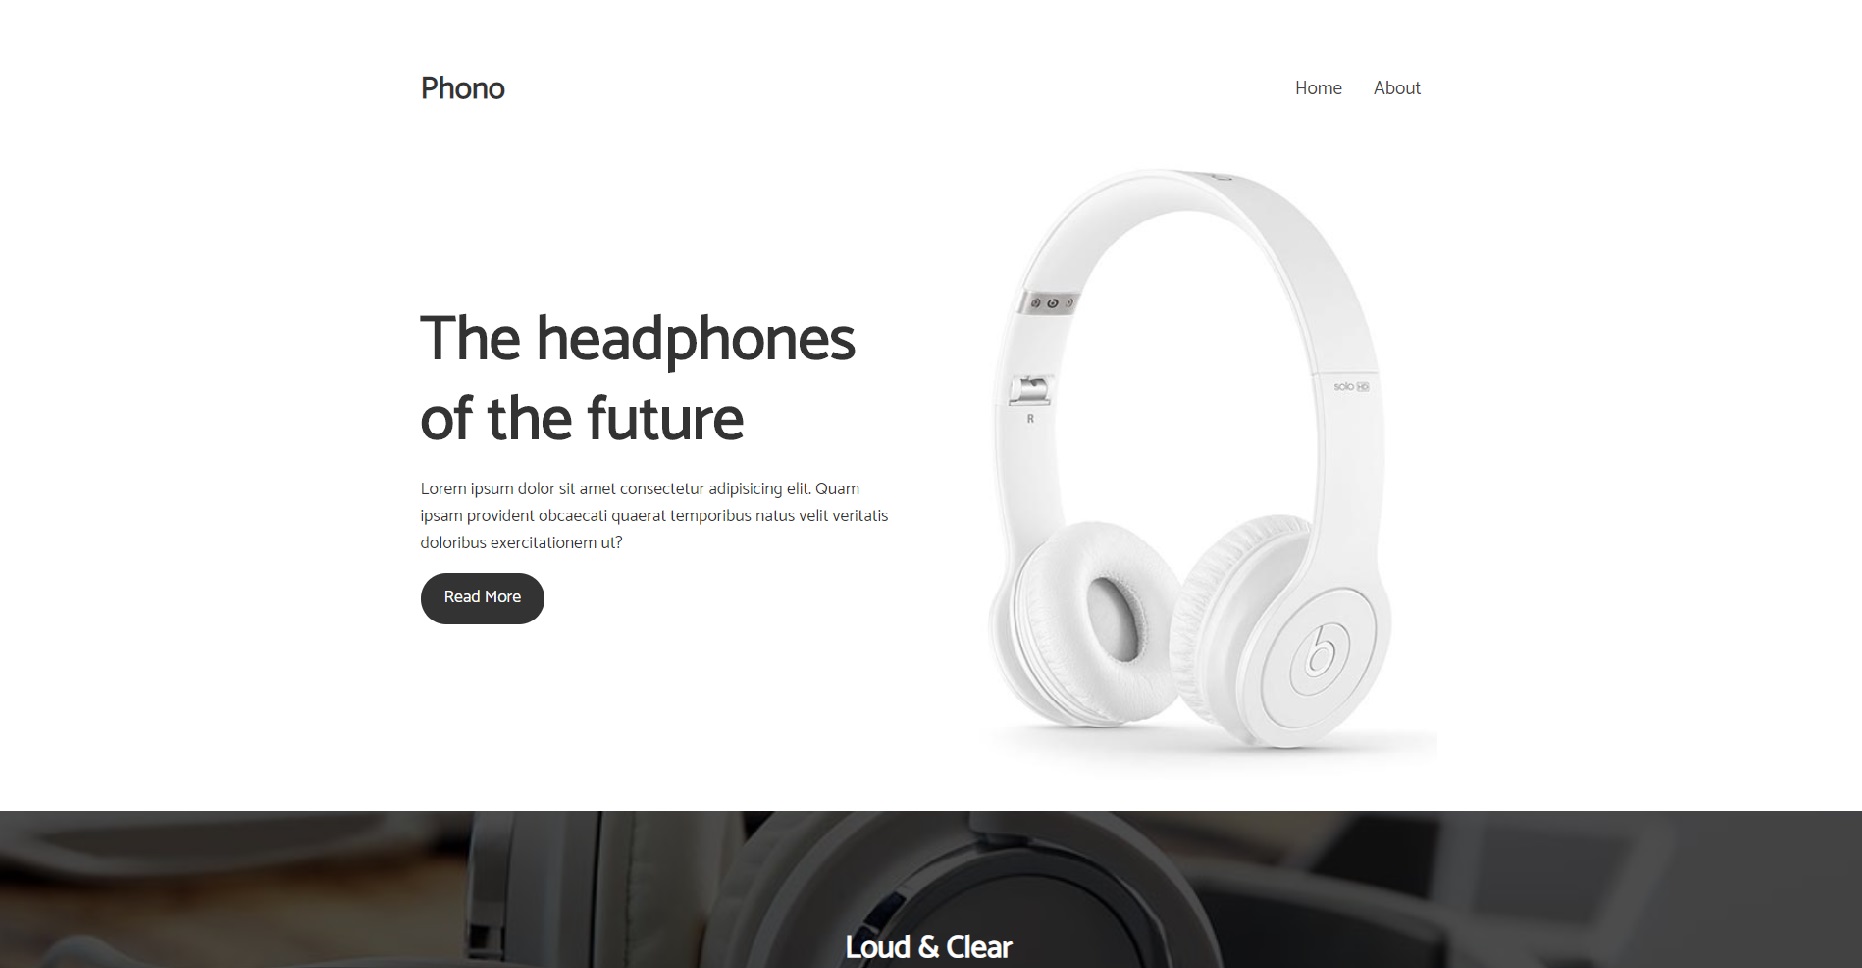 Phono
Home About
The headphones
of the future
Lorem ipsum dolor sit amet consectetur adipisicing elit. Quam
ipsam provident obcaecati quaerat temporibus natus velit veritatis
doloribus exercitationem ut?
Read More
solo HD
R
b
Loud & Clear